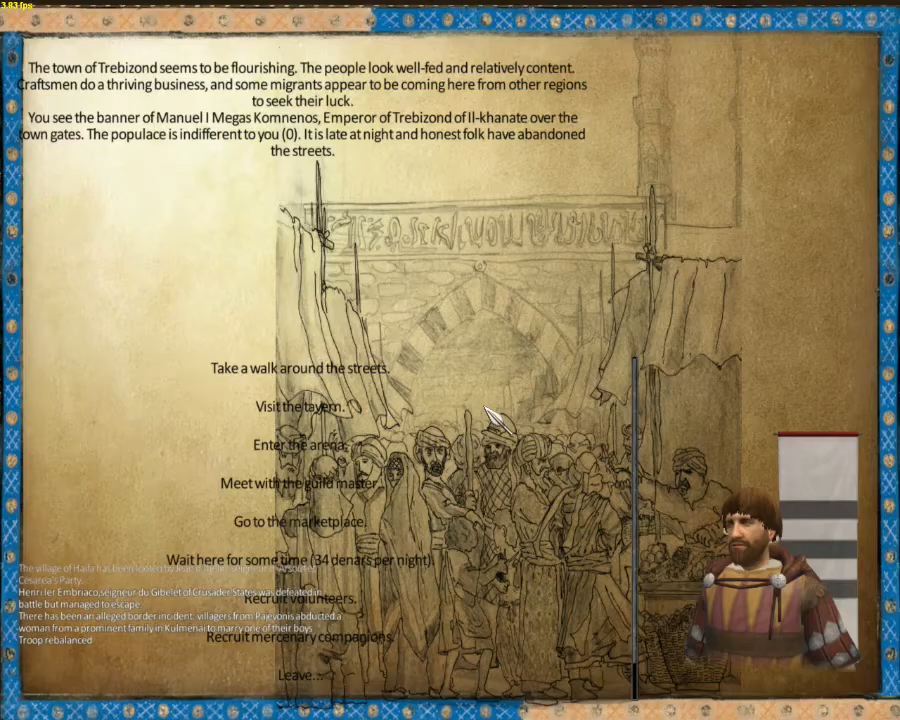 3.83 fps
The town of Trebizond seems to be flourishing. The people look well-fed and relatively content.
Craftsmen do a thriving business, and some migrants appear to be coming here from other regions
to seek their luck.
You see the banner of Manuel I Megas Komnenos, Emperor of Trebizond of Il-khanate over the
town gates. The populace is indifferent to you (0). It is late at night and honest folk have abandoned
the streets.
Take a walk around the streets.
Visit the tavern.
Enter the arena.
Meet with the guild master.
Go to the marketplace.
Wait here for some time (34 denars per night).
The village of Haifa has been looted by
Cesarea's Party.
Henri Ier Embriaco, seigneur du Gibelet of Crusader States was defeated in
battle but managed to escape.
Recruit volunteers.
There has been an alleged border incident: villagers from Pajeyonis abducted a
woman from a prominent family in Kulmenai to marry one of their boys
Troop rebalanced
Recruit mercenary compagions.
Leave...